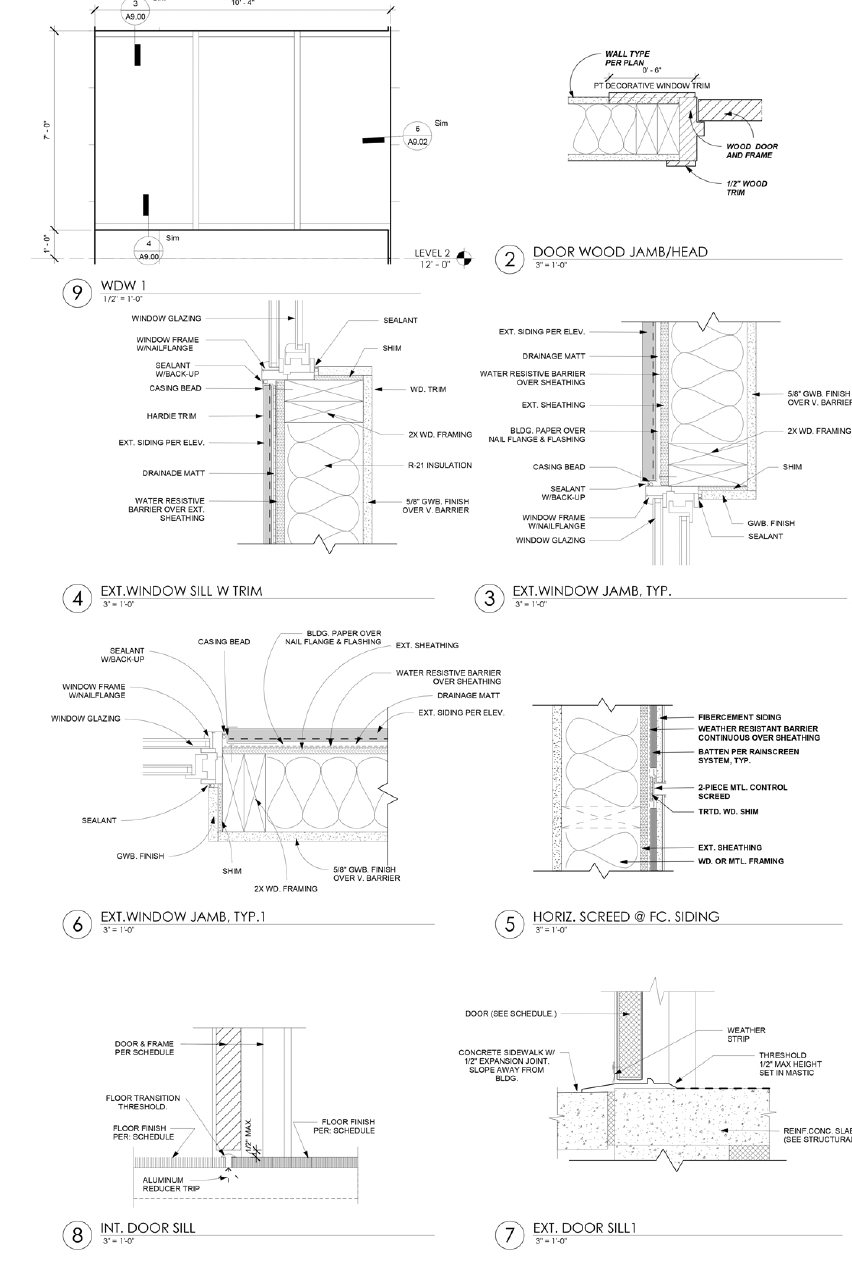 3
A9.00
Sim
10' - 4"
7' - 0"
1' - 0"
6
A9.02
Sim
4
A9.00
Sim
LEVEL 2
12' - 0"
9
WDW 1
1/2" = 1'-0"
WALL TYPE
PER PLAN
0' - 6"
PT DECORATIVE WINDOW TRIM
WOOD DOOR
AND FRAME
1/2" WOOD
TRIM
2
DOOR WOOD JAMB/HEAD
3" = 1'-0"
WINDOW GLAZING
WINDOW FRAME
W/NAILFLANGE
SEALANT
W/BACK-UP
CASING BEAD
HARDIE TRIM
EXT. SIDING PER ELEV.
DRAINADE MATT
WATER RESISTIVE
BARRIER OVER EXT.
SHEATHING
SEALANT
SHIM
WD. TRIM
2X WD. FRAMING
R-21 INSULATION
5/8" GWB. FINISH
OVER V. BARRIER
4
EXT.WINDOW SILL W TRIM
3" = 1'-0"
EXT. SIDING PER ELEV.
DRAINAGE MATT
WATER RESISTIVE BARRIER
OVER SHEATHING
EXT. SHEATHING
BLDG. PAPER OVER
NAIL FLANGE & FLASHING
CASING BEAD
SEALANT
W/BACK-UP
WINDOW FRAME
W/NAILFLANGE
WINDOW GLAZING
5/8" GWB. FINISH
OVER V. BARRIER
2X WD. FRAMING
SHIM
GWB. FINISH
SEALANT
3
EXT.WINDOW JAMB, TYP.
3" = 1'-0"
SEALANT
W/BACK-UP
CASING BEAD
BLDG. PAPER OVER
NAIL FLANGE & FLASHING
EXT. SHEATHING
WINDOW FRAME
W/NAILFLANGE
WATER RESISTIVE BARRIER
OVER SHEATHING
DRAINAGE MATT
WINDOW GLAZING
EXT. SIDING PER ELEV.
SEALANT
GWB. FINISH
SHIM
2X WD. FRAMING
5/8" GWB. FINISH
OVER V. BARRIER
6
EXT.WINDOW JAMB, TYP.1
3" = 1'-0"
FIBERCEMENT SIDING
WEATHER RESISTANT BARRIER
CONTINUOUS OVER SHEATHING
BATTEN PER RAINSCREEN
SYSTEM, TYP.
2-PIECE MTL. CONTROL
SCREED
TRTD. WD. SHIM
EXT. SHEATHING
WD. OR MTL. FRAMING
5
HORIZ. SCREED @ FC. SIDING
3" = 1'-0"
DOOR & FRAME
PER SCHEDULE
FLOOR TRANSITION
THRESHOLD.
FLOOR FINISH
PER: SCHEDULE
1/2" MAX.
FLOOR FINISH
PER: SCHEDULE
ALUMINUM
REDUCER TRIP
8
INT. DOOR SILL
3" = 1'-0"
DOOR (SEE SCHEDULE.)
CONCRETE SIDEWALK W/
1/2" EXPANSION JOINT.
SLOPE AWAY FROM
BLDG.
WEATHER
STRIP
THRESHOLD
1/2" MAX HEIGHT
SET IN MASTIC
REINF.CONC. SLAB
(SEE STRUCTURAL
7
EXT. DOOR SILL1
3" = 1'-0"